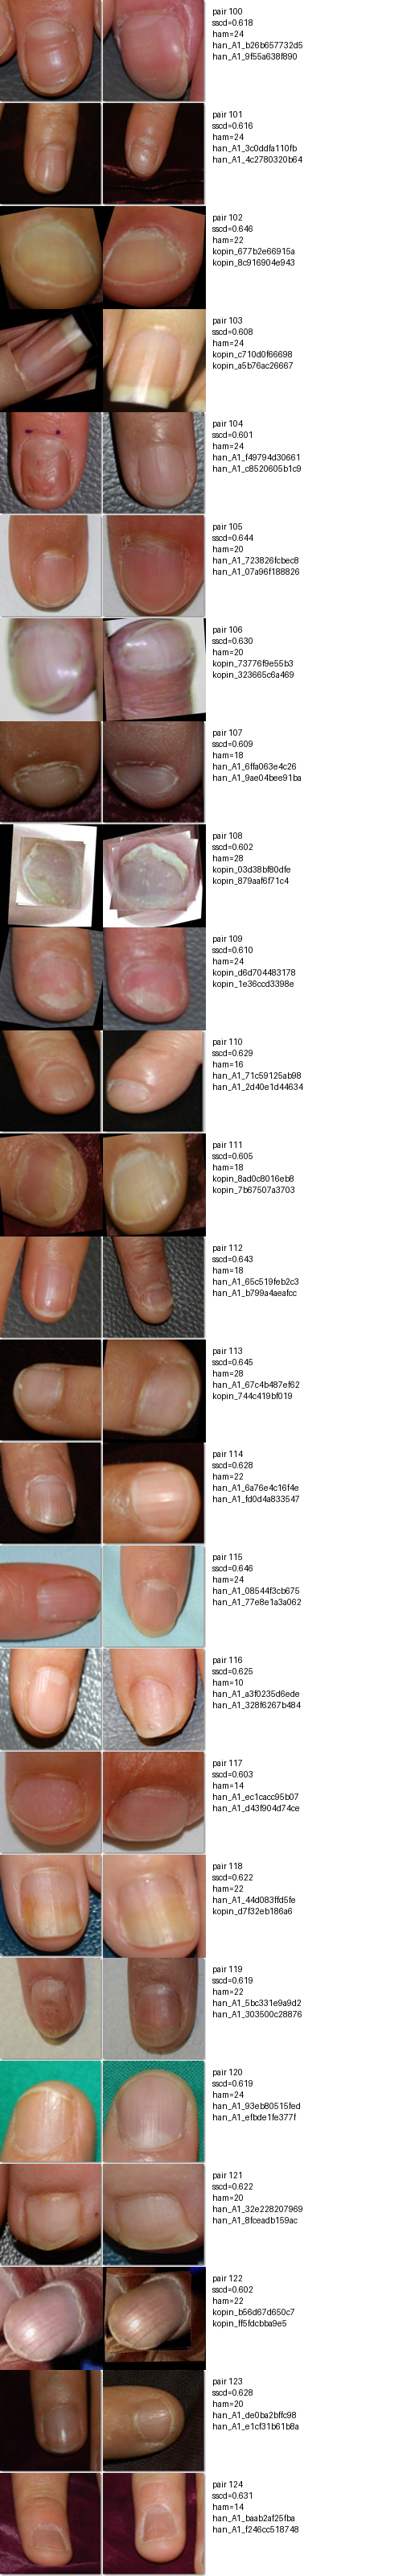 pair 100
sscd=0.618
ham=24
han_A1_b26b657732d5
han_A1_9f55a638f890
pair 101
sscd=0.616
ham=24
han_A1_3c0ddfa110fb
han_A1_4c2780320b64
pair 102
sscd=0.646
ham=22
kopin_677b2e66915a
kopin_8c916904e943
pair 103
sscd=0.608
ham=24
kopin_c710d0f66698
kopin_a5b76ac26667
pair 104
sscd=0.601
ham=24
han_A1_f49794d30661
han_A1_c8520605b1c9
pair 105
sscd=0.644
ham=20
han_A1_723826fcbec8
han_A1_07a96f188826
pair 106
sscd=0.630
ham=20
kopin_73776f9e55b3
kopin_323665c6a469
pair 107
sscd=0.609
ham=18
han_A1_6ffa063e4c26
han_A1_9ae04bee91ba
pair 108
sscd=0.602
ham=28
kopin_03d38bf80dfe
kopin_879aaf6f71c4
pair 109
sscd=0.610
ham=24
kopin_d6d704483178
kopin_1e36ccd3398e
pair 110
sscd=0.629
ham=16
han_A1_71c59125ab98
han_A1_2d40e1d44634
pair 111
sscd=0.605
ham=18
kopin_8ad0c8016eb8
kopin_7b67507a3703
pair 112
sscd=0.643
ham=18
han_A1_65c519feb2c3
han_A1_b799a4aeafcc
pair 113
sscd=0.645
ham=28
han_A1_67c4b487ef62
kopin_744c419bf019
pair 114
sscd=0.628
ham=22
han_A1_6a76e4c16f4e
han_A1_fd0d4a833547
pair 115
sscd=0.646
ham=24
han_A1_08544f3cb675
han_A1_77e8e1a3a062
pair 116
sscd=0.625
ham=10
han_A1_a3f0235d6ede
han_A1_328f6267b484
pair 117
sscd=0.603
ham=14
han_A1_ec1cacc95b07
han_A1_d43f904d74ce
pair 118
sscd=0.622
ham=22
han_A1_44d083ffd5fe
kopin_d7f32eb186a6
pair 119
sscd=0.619
ham=22
han_A1_5bc331e9a9d2
han_A1_303500c28876
pair 120
sscd=0.619
ham=24
han_A1_93eb80515fed
han_A1_efbde1fe377f
pair 121
sscd=0.622
ham=20
han_A1_32e228207969
han_A1_8fceadb159ac
pair 122
sscd=0.602
ham=22
kopin_b56d67d650c7
kopin_ff5fdcbba9e5
pair 123
sscd=0.628
ham=20
han_A1_de0ba2bffc98
han_A1_e1cf31b61b8a
pair 124
sscd=0.631
ham=14
han_A1_baab2af25fba
han_A1_f246cc518748